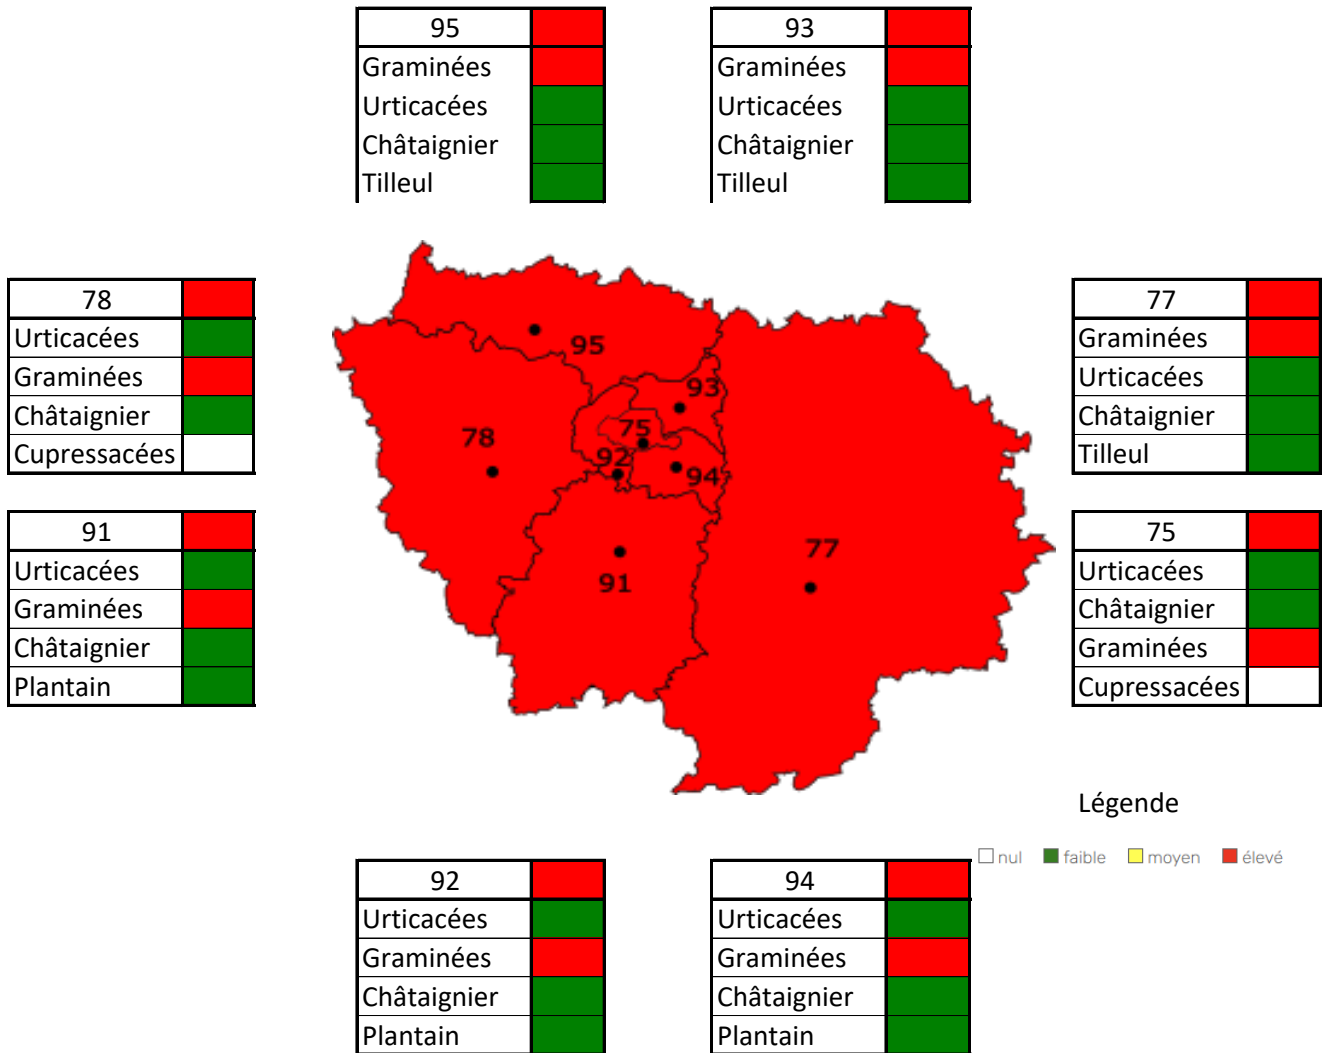 95
Graminées
Urticacées
Châtaignier
Tilleul
93
Graminées
Urticacées
Châtaignier
Tilleul
78
Urticacées
Graminées
Châtaignier
Cupressacées
91
Urticacées
Graminées
Châtaignier
Plantain
95
93
75
78
92
94
77
91
77
Graminées
Urticacées
Châtaignier
Tilleul
75
Urticacées
Châtaignier
Graminées
Cupressacées
Légende
nul faible moyen élevé
92
Urticacées
Graminées
Châtaignier
Plantain
94
Urticacées
Graminées
Châtaignier
Plantain